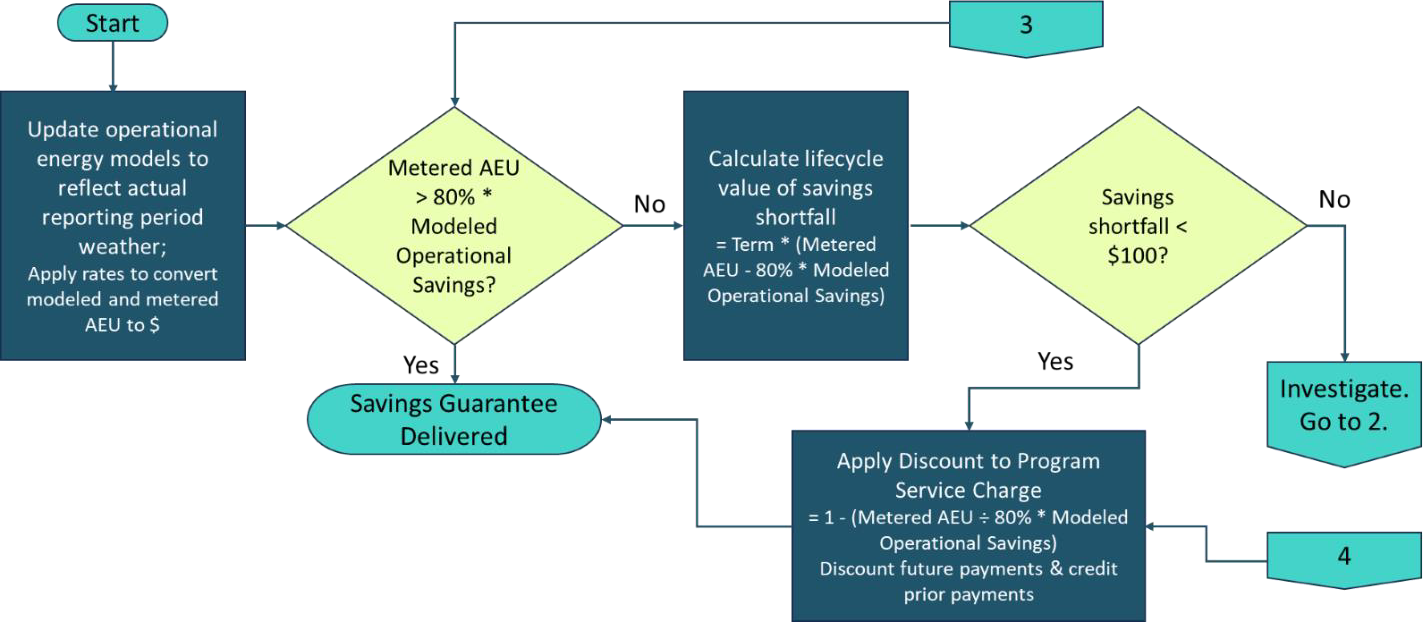 Start
3
Update operational
energy models to
reflect actual
reporting period
weather;
Apply rates to convert
modeled and metered
AEU to $
Metered AEU
> 80% *
Modeled
Operational
Savings?
No
Yes
Calculate lifecycle
value of savings
shortfall
= Term * (Metered
AEU - 80% * Modeled
Operational Savings)
Savings
shortfall <
$100?
No
Yes
Savings Guarantee
Delivered
Investigate.
Go to 2.
Apply Discount to Program
Service Charge
= 1 - (Metered AEU ÷ 80% * Modeled
Operational Savings)
Discount future payments & credit
prior payments
4